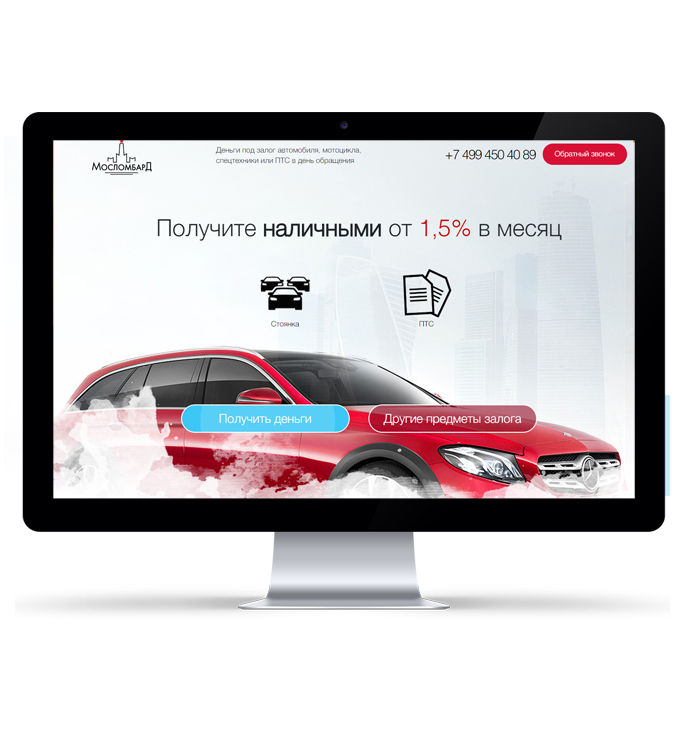 МОСЛОМБАРД
Деньги под залог автомобиля, мотоцикла,
спецтехники или ПТС в день обращения
+7 499 450 40 89
Обратный звонок
Получите наличными от 1,5% в месяц
Стоянка
ПТС
Получить деньги
Другие предметы залога